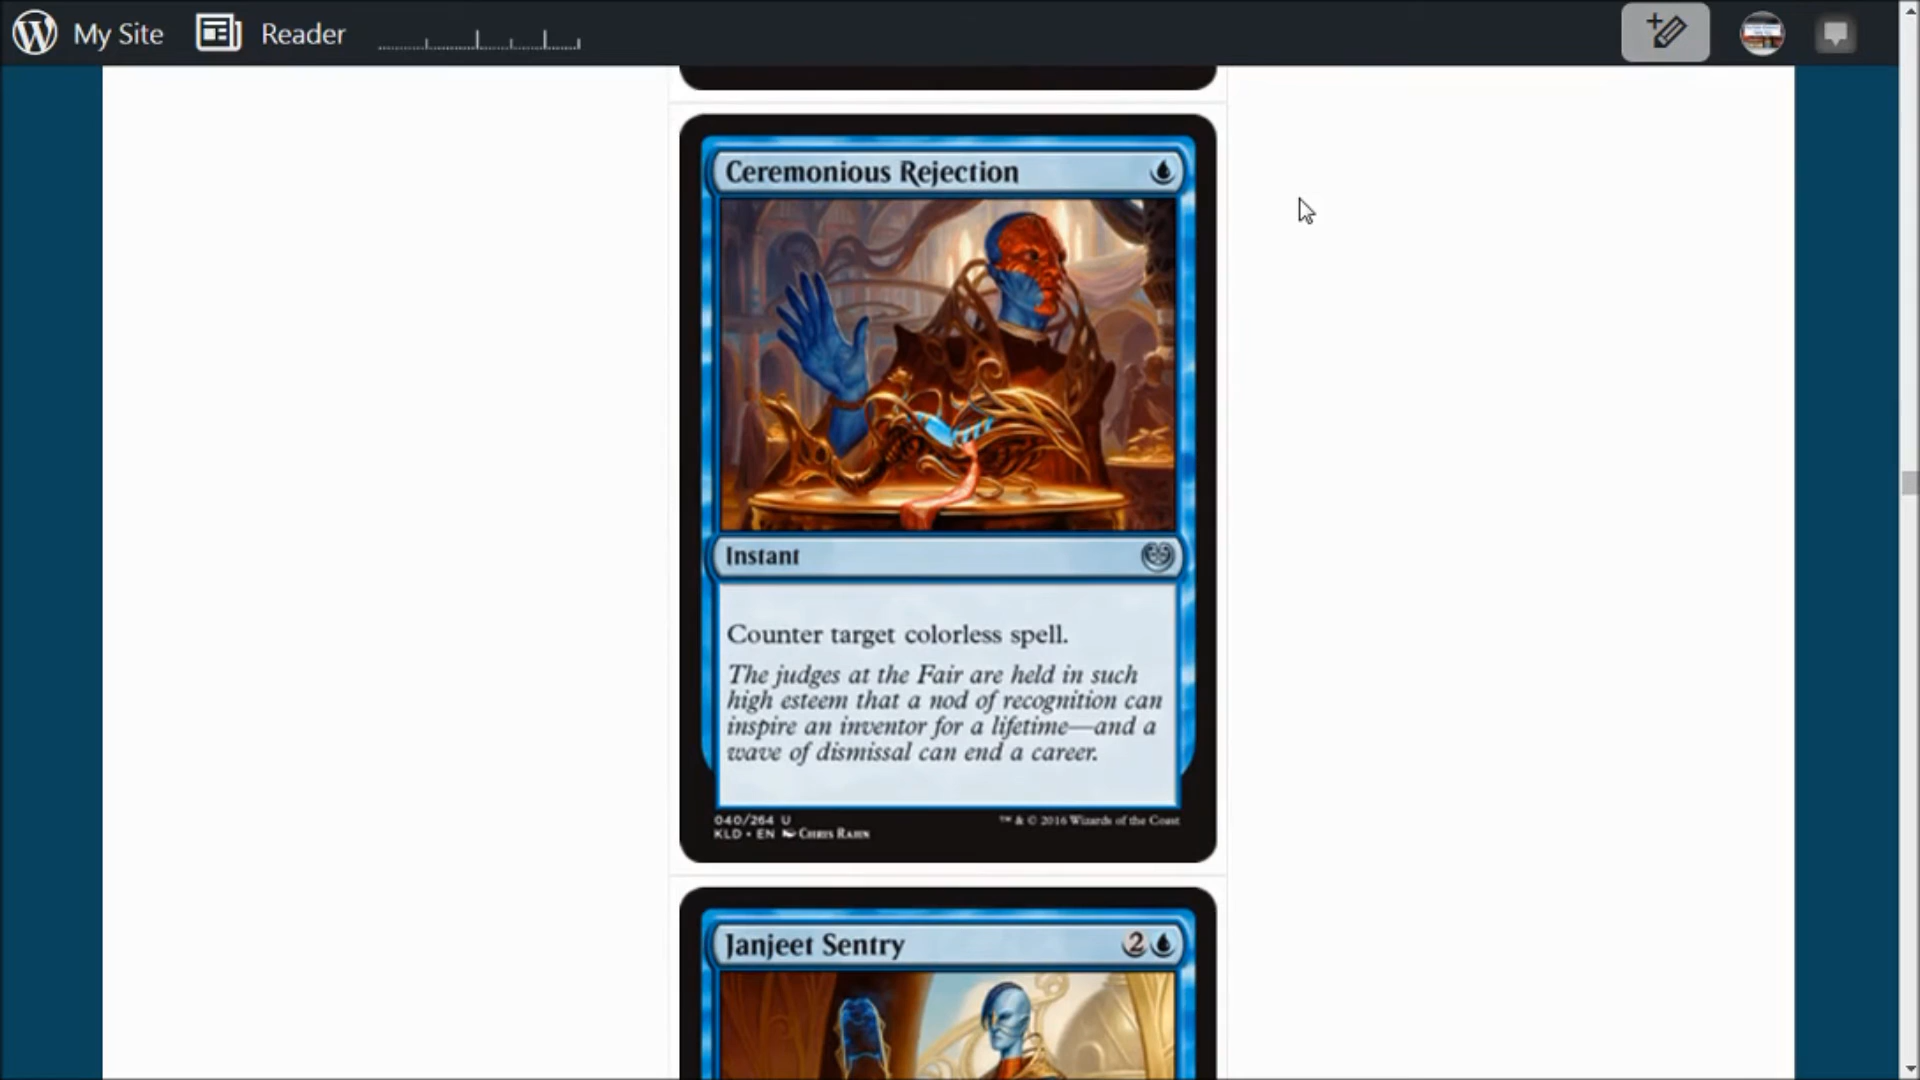 My Site
Reader
Ceremonious Rejection
Instant
Counter target colorless spell.
The judges at the Fair are held in such
high esteem that a nod of recognition can
inspire an inventor for a lifetime—and a
wave of dismissal can end a career.
040/264 U
KLD • EN Chris Rahn
™ & © 2016 Wizards of the Coast
Janjeet Sentry
2